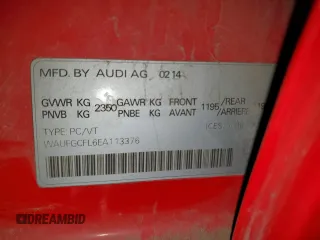 MFD. BY AUDI AG 02 14
GVWR KG 2350 GAWR KG FRONT 1195 /REAR
PNVB KG PNBE KG AVANT /ARRIERE
TYPE PC/VT
WAUFGCFL6EA113376
DREAMBID